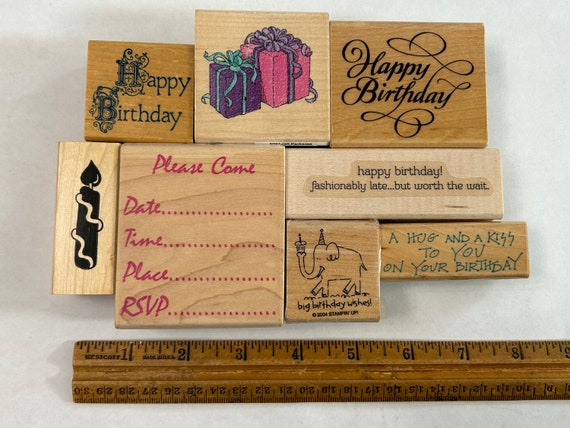 Happy
Birthday
Happy
Birthday
Please Come
Date
Time
Place
RSVP
happy birthday!
fashionably late...but worth the wait.
big birthday wishes!
© 2004 STAMPIN' UP!
A HUG AND A KISS
TO YOU
ON YOUR BIRTHDAY
WESTCOTT 1 2 3 4 5 6 7 8 9